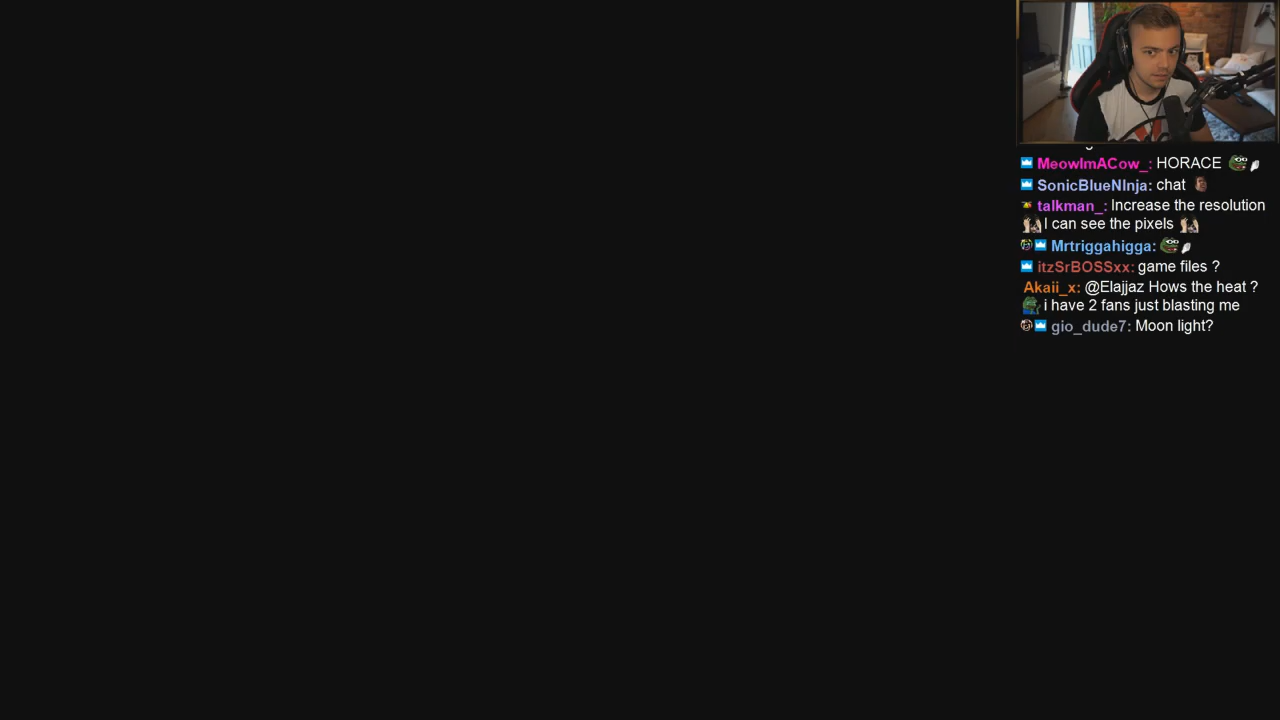 MeowImACow_: HORACE
SonicBlueNInja: chat
talkman_: Increase the resolution
I can see the pixels
Mrtriggahigga:
itzSrBOSSxx: game files ?
Akaii_x: @Elajjaz Hows the heat ?
i have 2 fans just blasting me
gio_dude7: Moon light?